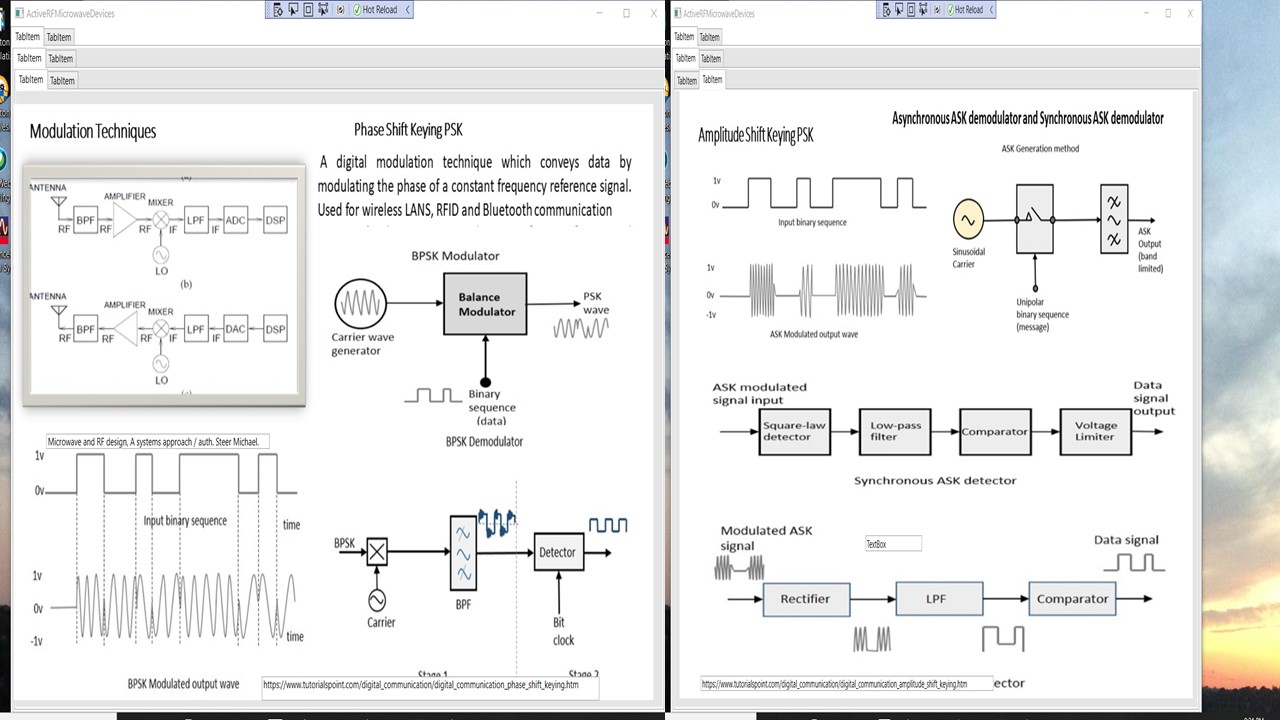 ActiveRFMicrowaveDevices
Hot Reload
TabItem TabItem
TabItem TabItem
TabItem TabItem
Modulation Techniques
ANTENNA
AMPLIFIER
MIXER
BPF LPF ADC DSP
RF RF IF IF
LO
(b)
ANTENNA
AMPLIFIER
MIXER
BPF LPF DAC DSP
RF RF IF IF
LO
Microwave and RF design, A systems approach / auth. Steer Michael.
1v
0v
Input binary sequence
time
1v
0v
-1v
time
BPSK Modulated output wave
Phase Shift Keying PSK
A digital modulation technique which conveys data by
modulating the phase of a constant frequency reference signal.
Used for wireless LANS, RFID and Bluetooth communication
BPSK Modulator
Balance
Modulator
PSK
wave
Carrier wave
generator
Binary
sequence
(data)
BPSK Demodulator
BPSK
Detector
Carrier
BPF
Bit
clock
Stage 1
Stage 2
https://www.tutorialspoint.com/digital_communication/digital_communication_phase_shift_keying.htm
ActiveRFMicrowaveDevices
Hot Reload
TabItem TabItem
TabItem TabItem
TabItem TabItem
Amplitude Shift Keying PSK
Asynchronous ASK demodulator and Synchronous ASK demodulator
ASK Generation method
1v
0v
Input binary sequence
1v
0v
-1v
ASK Modulated output wave
Sinusoidal
Carrier
ASK
Output
(band
limited)
Unipolar
binary sequence
(message)
ASK modulated
signal input
Data
signal
output
Square-law
detector
Low-pass
filter
Comparator
Voltage
Limiter
Synchronous ASK detector
Modulated ASK
signal
TextBox
Data signal
Rectifier
LPF
Comparator
https://www.tutorialspoint.com/digital_communication/digital_communication_amplitude_shift_keying.htm
ector